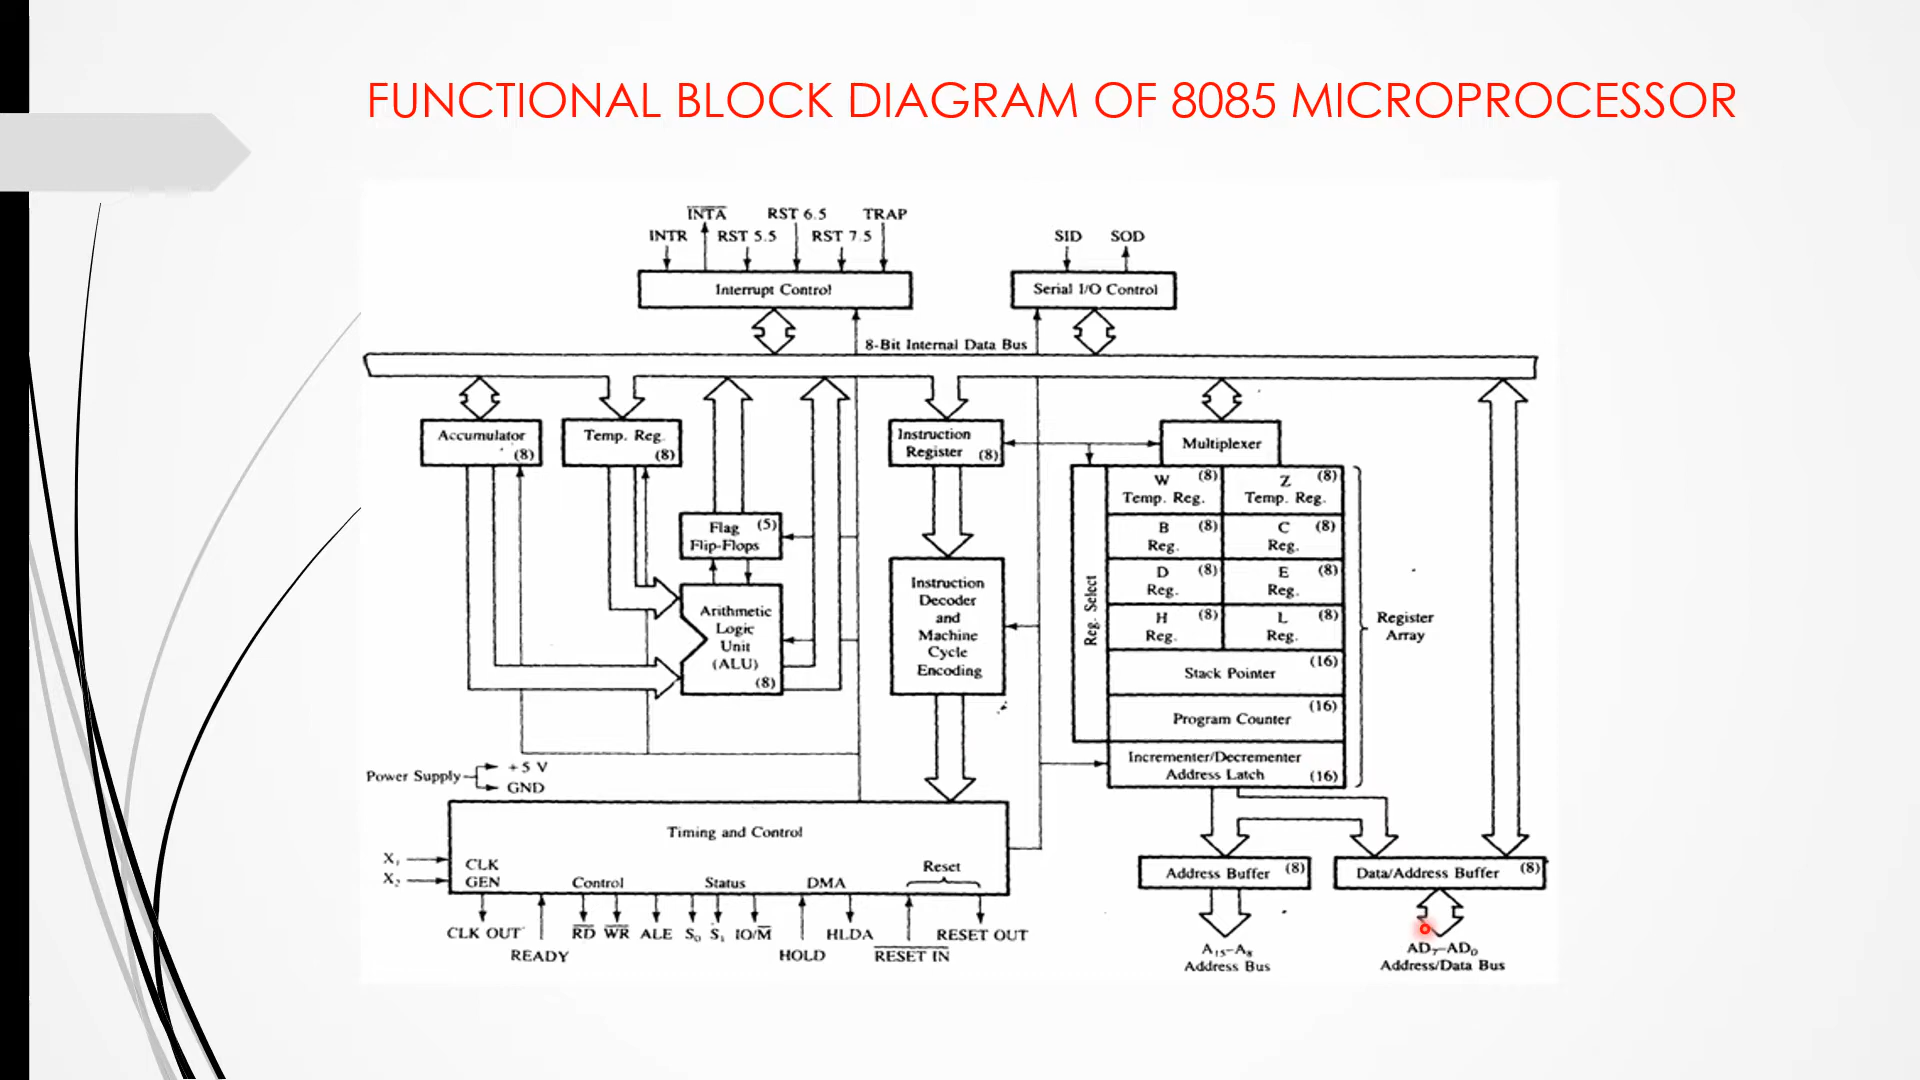 FUNCTIONAL BLOCK DIAGRAM OF 8085 MICROPROCESSOR
INTA RST 6.5 TRAP
INTR RST 5.5 RST 7.5
SID SOD
Interrupt Control
Serial I/O Control
8-Bit Internal Data Bus
Accumulator
(8)
Temp. Reg.
(8)
Instruction
Register (8)
Multiplexer
W (8)
Temp. Reg.
Z (8)
Temp. Reg.
Flag (5)
Flip-Flops
B (8)
Reg.
C (8)
Reg.
Instruction
Decoder
and
Machine
Cycle
Encoding
Reg. Select
D (8)
Reg.
E (8)
Reg.
Arithmetic
Logic
Unit
(ALU)
(8)
H (8)
Reg.
L (8)
Reg.
Register
Array
(16)
Stack Pointer
(16)
Program Counter
Incrementer/Decrementer
Address Latch (16)
Power Supply
+5 V
GND
Timing and Control
X₁
X₂
CLK
GEN
Control
Status
DMA
Reset
Address Buffer (8)
Data/Address Buffer (8)
CLK OUT
READY
RD WR ALE S₀ S₁ IO/M
HOLD
HLDA
RESET IN
RESET OUT
A₁₅–A₈
Address Bus
AD₇–AD₀
Address/Data Bus